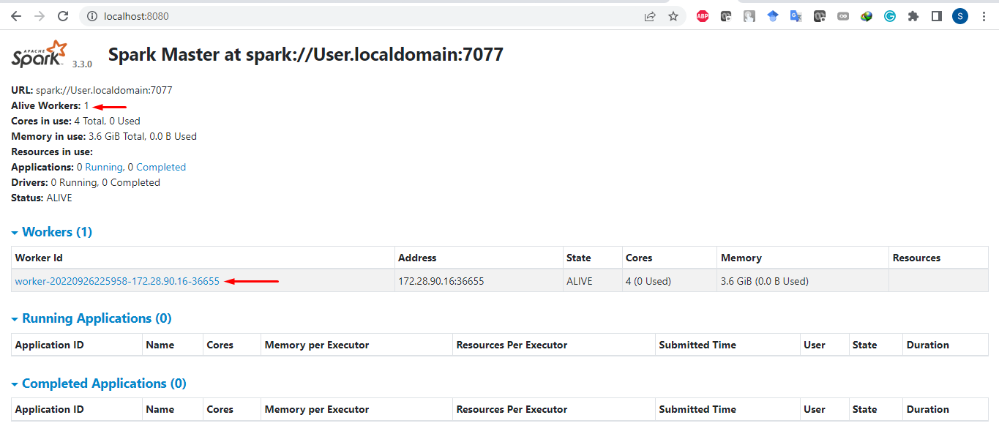 localhost:8080
ABP
S
APACHE
Spark 3.3.0 Spark Master at spark://User.localdomain:7077
URL: spark://User.localdomain:7077
Alive Workers: 1
Cores in use: 4 Total, 0 Used
Memory in use: 3.6 GiB Total, 0.0 B Used
Resources in use:
Applications: 0 Running, 0 Completed
Drivers: 0 Running, 0 Completed
Status: ALIVE
Workers (1)
Worker Id Address State Cores Memory Resources
worker-20220926225958-172.28.90.16-36655 172.28.90.16:36655 ALIVE 4 (0 Used) 3.6 GiB (0.0 B Used)
Running Applications (0)
Application ID Name Cores Memory per Executor Resources Per Executor Submitted Time User State Duration
Completed Applications (0)
Application ID Name Cores Memory per Executor Resources Per Executor Submitted Time User State Duration